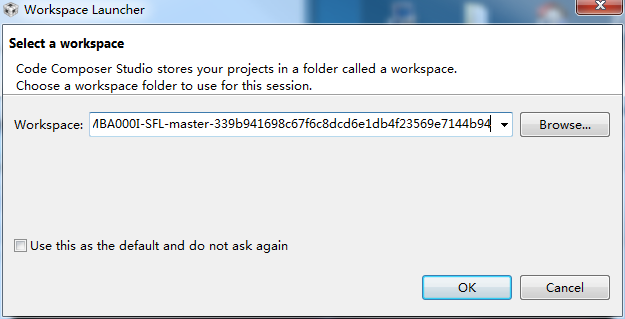 Workspace Launcher
Select a workspace
Code Composer Studio stores your projects in a folder called a workspace.
Choose a workspace folder to use for this session.
Workspace: MBA000I-SFL-master-339b941698c67f6c8dcd6e1db4f23569e7144b94 Browse...
Use this as the default and do not ask again
OK Cancel